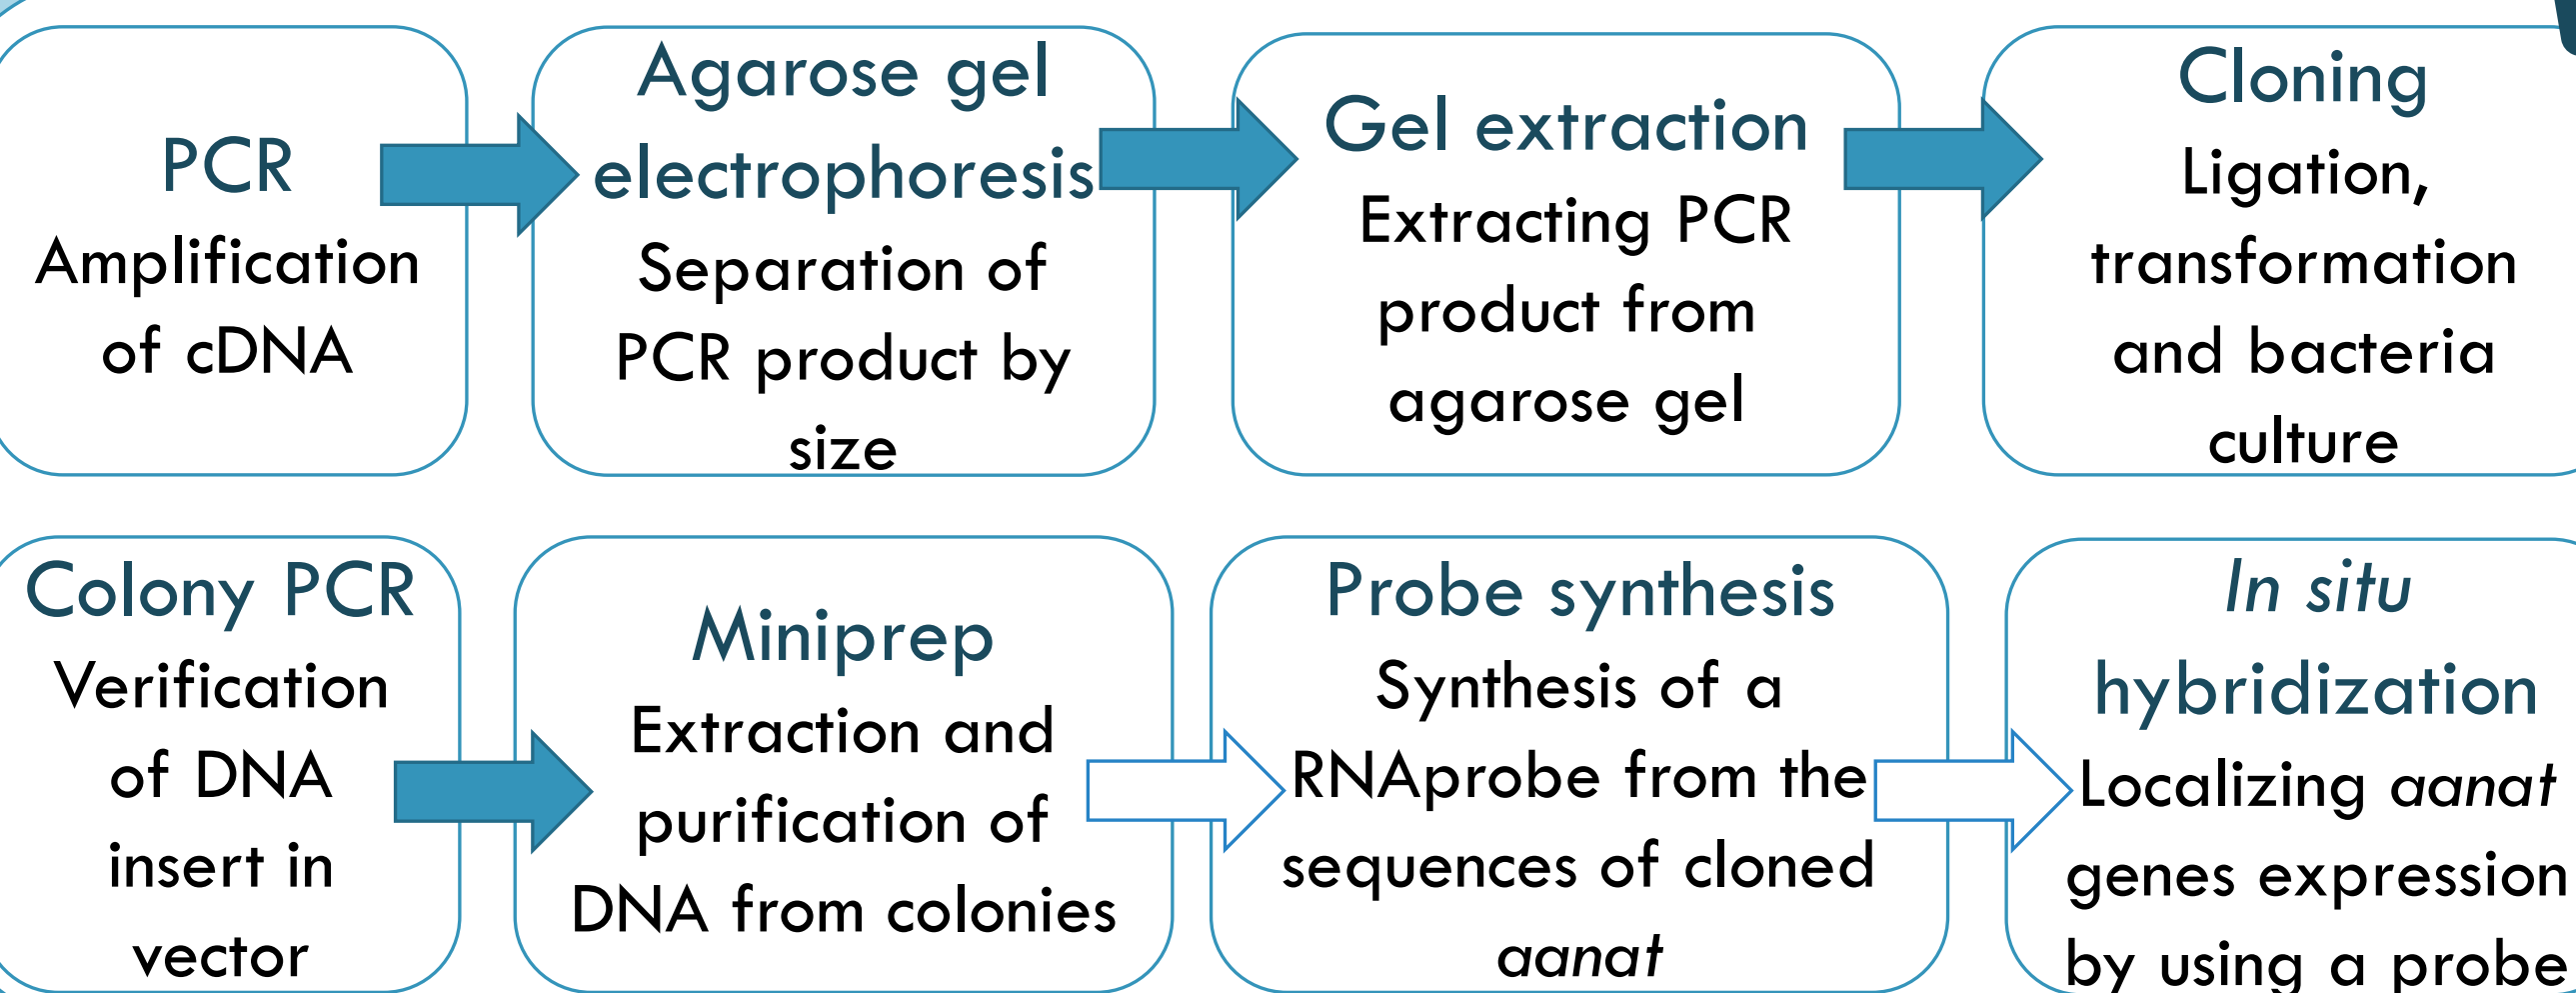 PCR
Amplification
of cDNA
Agarose gel
electrophoresis
Separation of
PCR product by
size
Gel extraction
Extracting PCR
product from
agarose gel
Cloning
Ligation,
transformation
and bacteria
culture
Colony PCR
Verification
of DNA
insert in
vector
Miniprep
Extraction and
purification of
DNA from colonies
Probe synthesis
Synthesis of a
RNAprobe from the
sequences of cloned
aanat
In situ
hybridization
Localizing aanat
genes expression
by using a probe